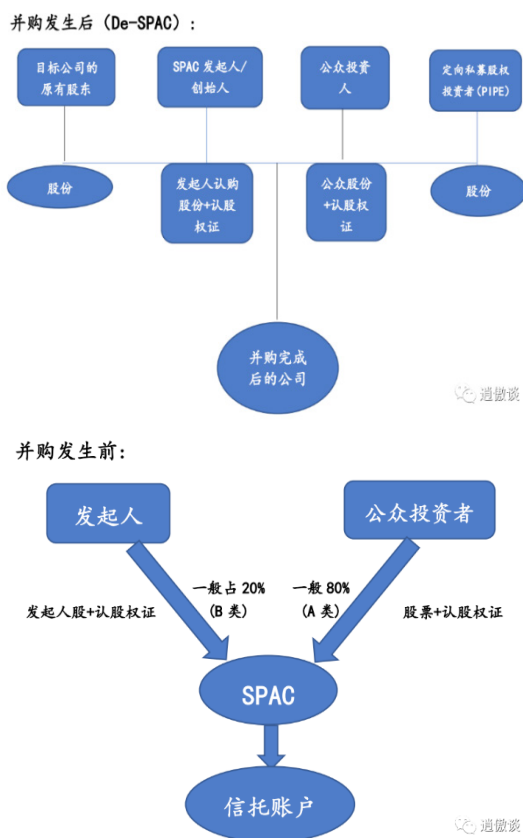 并购发生后（De-SPAC）:
目标公司的
原有股东
SPAC 发起人/
创始人
公众投资
人
定向私募股权
投资者(PIPE)
股份
发起人认购
股份+认股
权证
公众股份
+认股权
证
股份
并购完成
后的公司
逍傲谈
并购发生前:
发起人
公众投资者
一般占 20%
(B 类)
一般 80%
(A 类)
发起人股+认股权证
股票+认股权证
SPAC
信托账户
逍傲谈